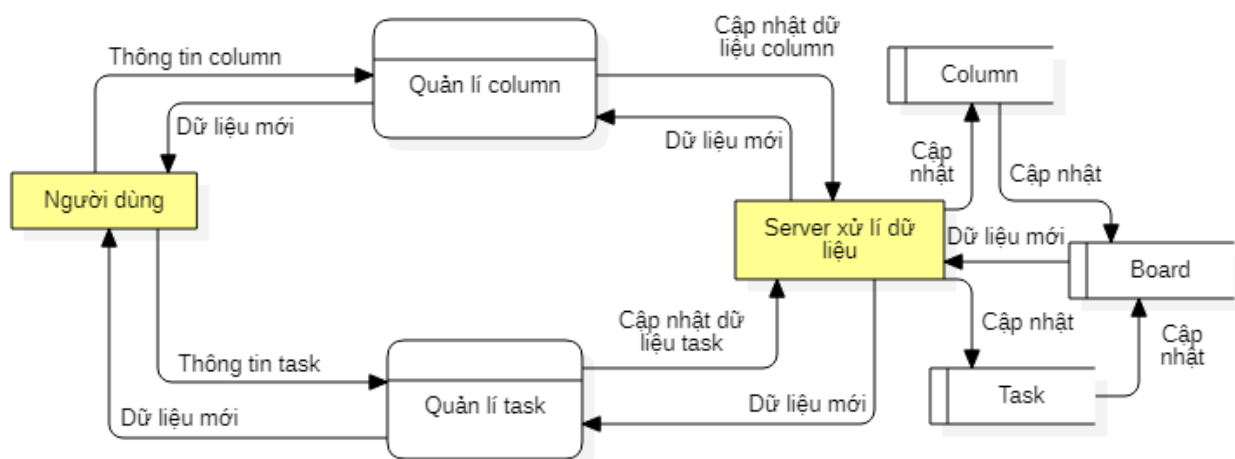 Cập nhật dữ
liệu column
Thông tin column
Quản lí column
Column
Dữ liệu mới
Dữ liệu mới
Cập
nhật
Cập nhật
Người dùng
Server xử lí dữ
liệu
Dữ liệu mới
Board
Cập nhật dữ
liệu task
Cập nhật
Cập
nhật
Thông tin task
Quản lí task
Dữ liệu mới
Task
Dữ liệu mới